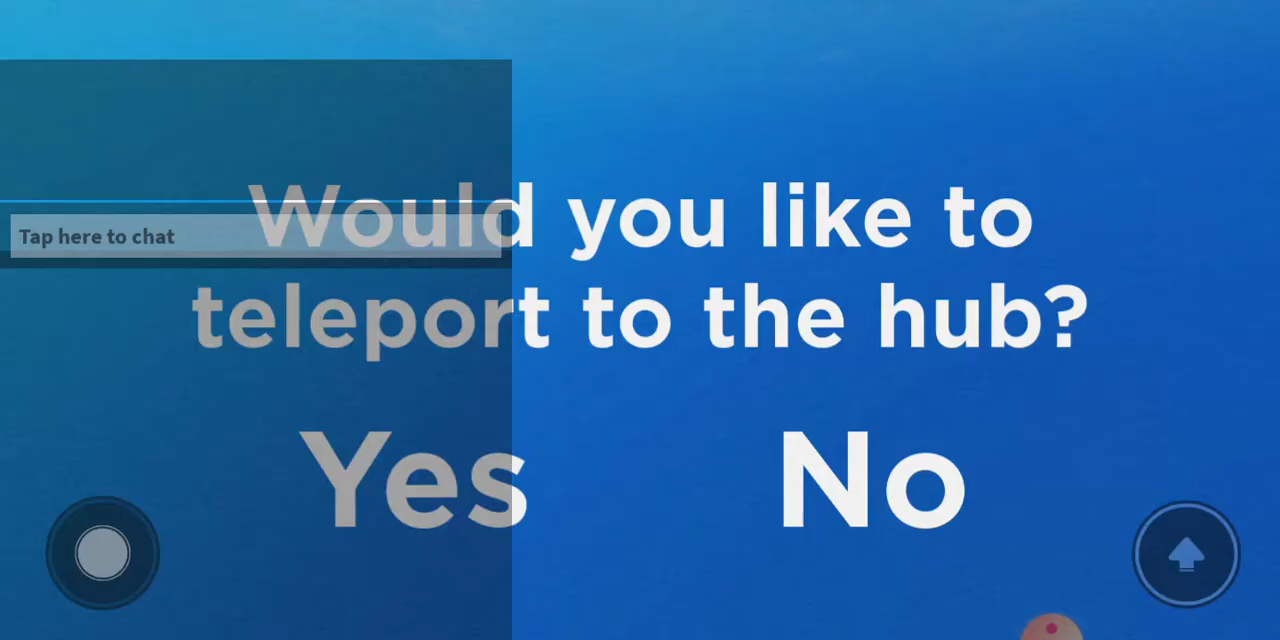 Would you like to
Tap here to chat
teleport to the hub?
Yes No